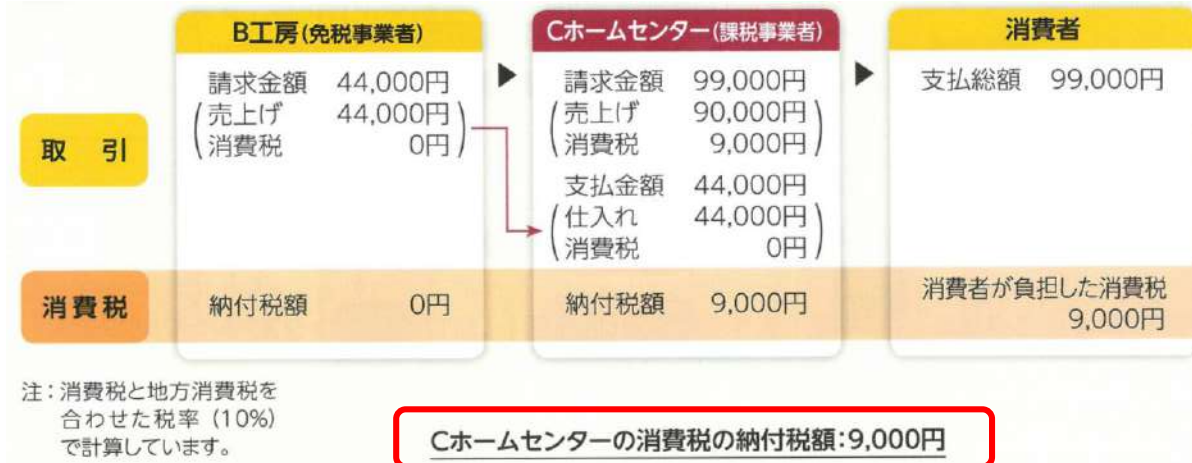 B工房(免税事業者)
請求金額 44,000円
(売上げ 44,000円)
(消費税 0円)
▶
Cホームセンター(課税事業者)
請求金額 99,000円
(売上げ 90,000円)
(消費税 9,000円)
支払金額 44,000円
(仕入れ 44,000円)
(消費税 0円)
▶
消費者
支払総額 99,000円
取 引
消費税
納付税額 0円
納付税額 9,000円
消費者が負担した消費税
9,000円
注:消費税と地方消費税を
合わせた税率(10%)
で計算しています。
Cホームセンターの消費税の納付税額:9,000円